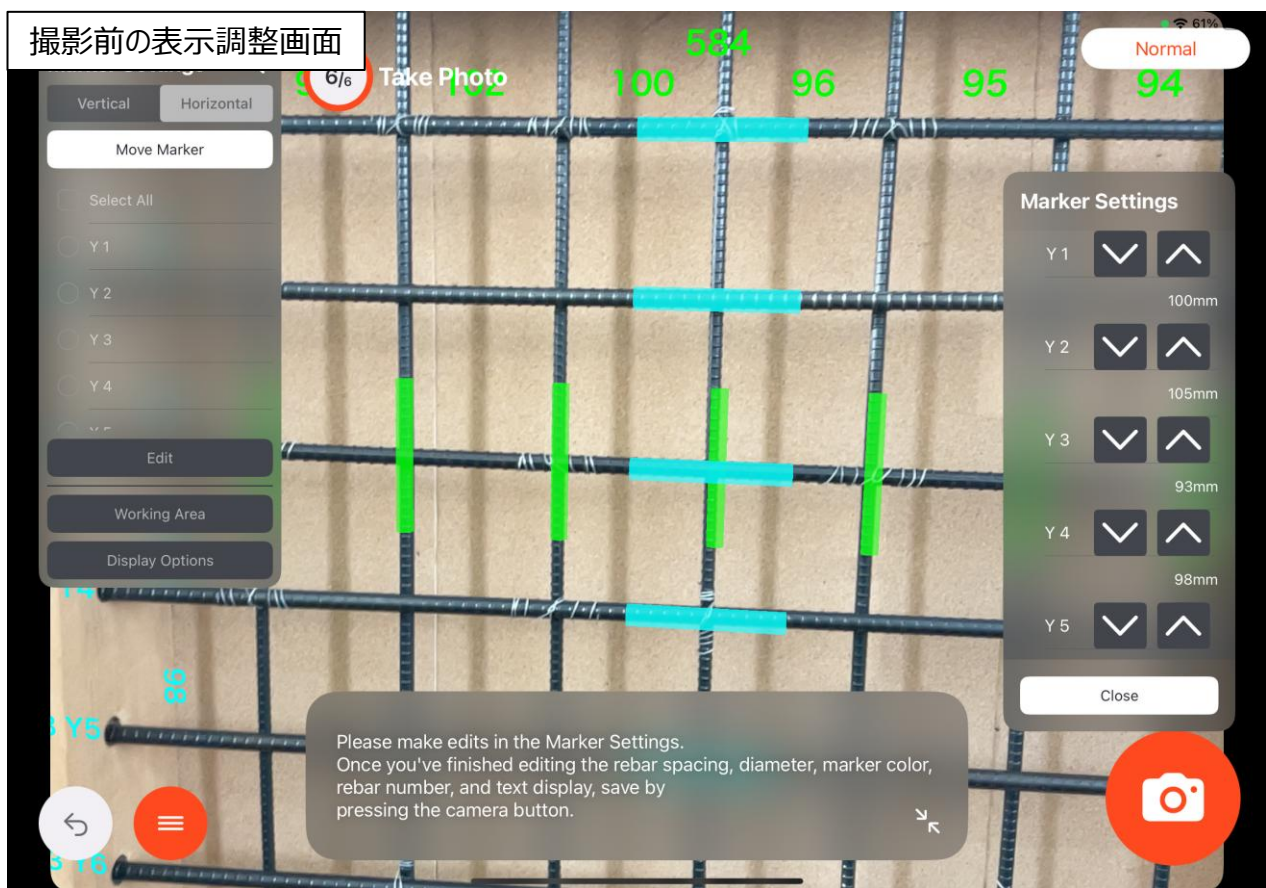 撮影前の表示調整画面
61%
Normal
584
6/6
Take Photo
102
100
96
95
94
Vertical
Horizontal
Move Marker
Select All
Y 1
Y 2
Y 3
Y 4
Edit
Working Area
Display Options
Marker Settings
Y 1
100mm
Y 2
105mm
Y 3
93mm
Y 4
98mm
Y 5
Close
98
Y5
Please make edits in the Marker Settings.
Once you've finished editing the rebar spacing, diameter, marker color,
rebar number, and text display, save by
pressing the camera button.